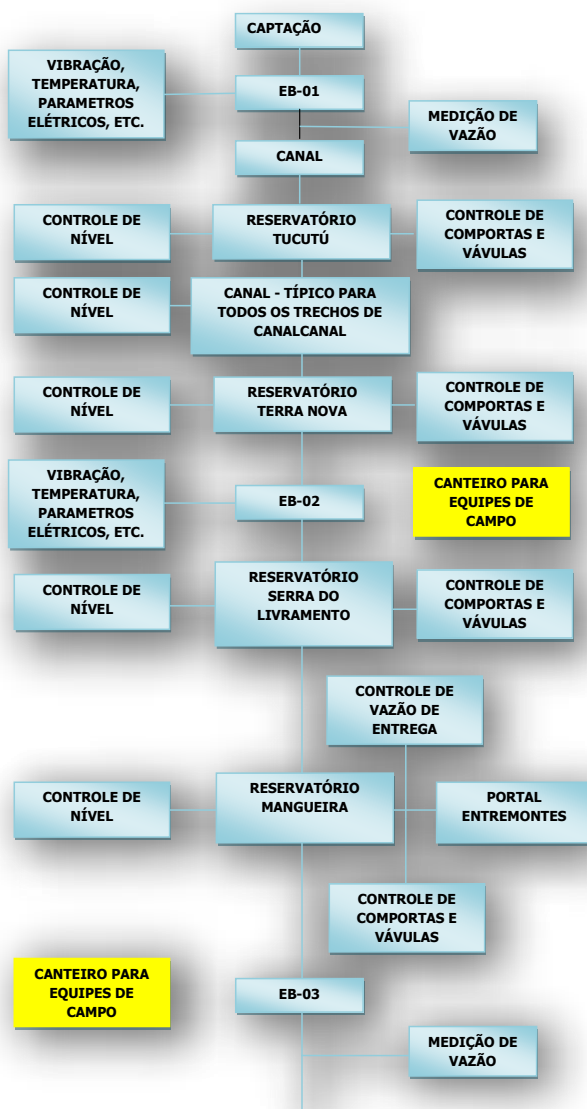 CAPTAÇÃO
VIBRAÇÃO,
TEMPERATURA,
PARAMETROS
ELÉTRICOS, ETC.
EB-01
MEDIÇÃO DE
VAZÃO
CANAL
CONTROLE DE
NÍVEL
RESERVATÓRIO
TUCUTÚ
CONTROLE DE
COMPORTAS E
VÁVULAS
CONTROLE DE
NÍVEL
CANAL - TÍPICO PARA
TODOS OS TRECHOS DE
CANALCANAL
CONTROLE DE
NÍVEL
RESERVATÓRIO
TERRA NOVA
CONTROLE DE
COMPORTAS E
VÁVULAS
VIBRAÇÃO,
TEMPERATURA,
PARAMETROS
ELÉTRICOS, ETC.
EB-02
CANTEIRO PARA
EQUIPES DE
CAMPO
CONTROLE DE
NÍVEL
RESERVATÓRIO
SERRA DO
LIVRAMENTO
CONTROLE DE
COMPORTAS E
VÁVULAS
CONTROLE DE
VAZÃO DE
ENTREGA
CONTROLE DE
NÍVEL
RESERVATÓRIO
MANGUEIRA
PORTAL
ENTREMONTES
CONTROLE DE
COMPORTAS E
VÁVULAS
CANTEIRO PARA
EQUIPES DE
CAMPO
EB-03
MEDIÇÃO DE
VAZÃO